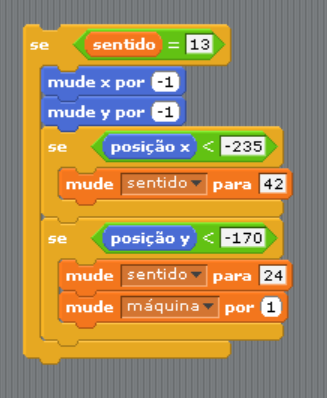 se sentido = 13
mude x por -1
mude y por -1
se posição x < -235
mude sentido para 42
se posição y < -170
mude sentido para 24
mude máquina por 1